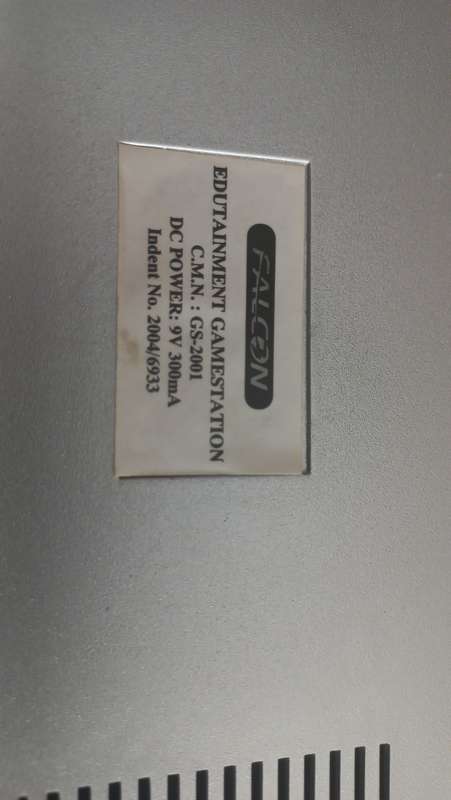 FALCON
EDUTAINMENT GAMESTATION
C.M.N. : GS-2001
DC POWER: 9V 300mA
Indent No. 2004/6933